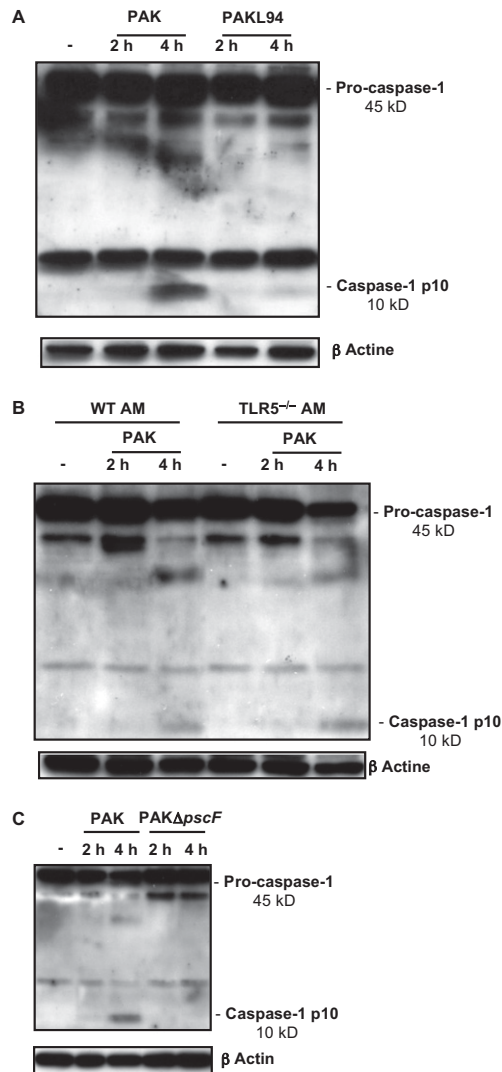 A
PAK PAKL94
- 2 h 4 h 2 h 4 h
- Pro-caspase-1
45 kD
- Caspase-1 p10
10 kD
β Actine
B
WT AM TLR5–/– AM
PAK PAK
- 2 h 4 h - 2 h 4 h
- Pro-caspase-1
45 kD
- Caspase-1 p10
10 kD
β Actine
C
PAK PAKΔpscF
- 2 h 4 h 2 h 4 h
- Pro-caspase-1
45 kD
- Caspase-1 p10
10 kD
β Actin